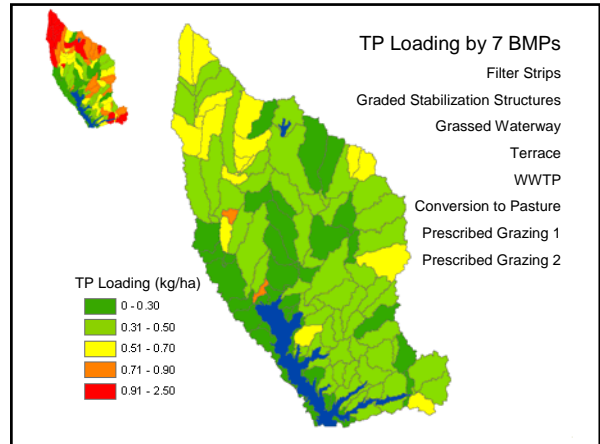 TP Loading by 7 BMPs
Filter Strips
Graded Stabilization Structures
Grassed Waterway
Terrace
WWTP
Conversion to Pasture
Prescribed Grazing 1
Prescribed Grazing 2
TP Loading (kg/ha)
0 - 0.30
0.31 - 0.50
0.51 - 0.70
0.71 - 0.90
0.91 - 2.50